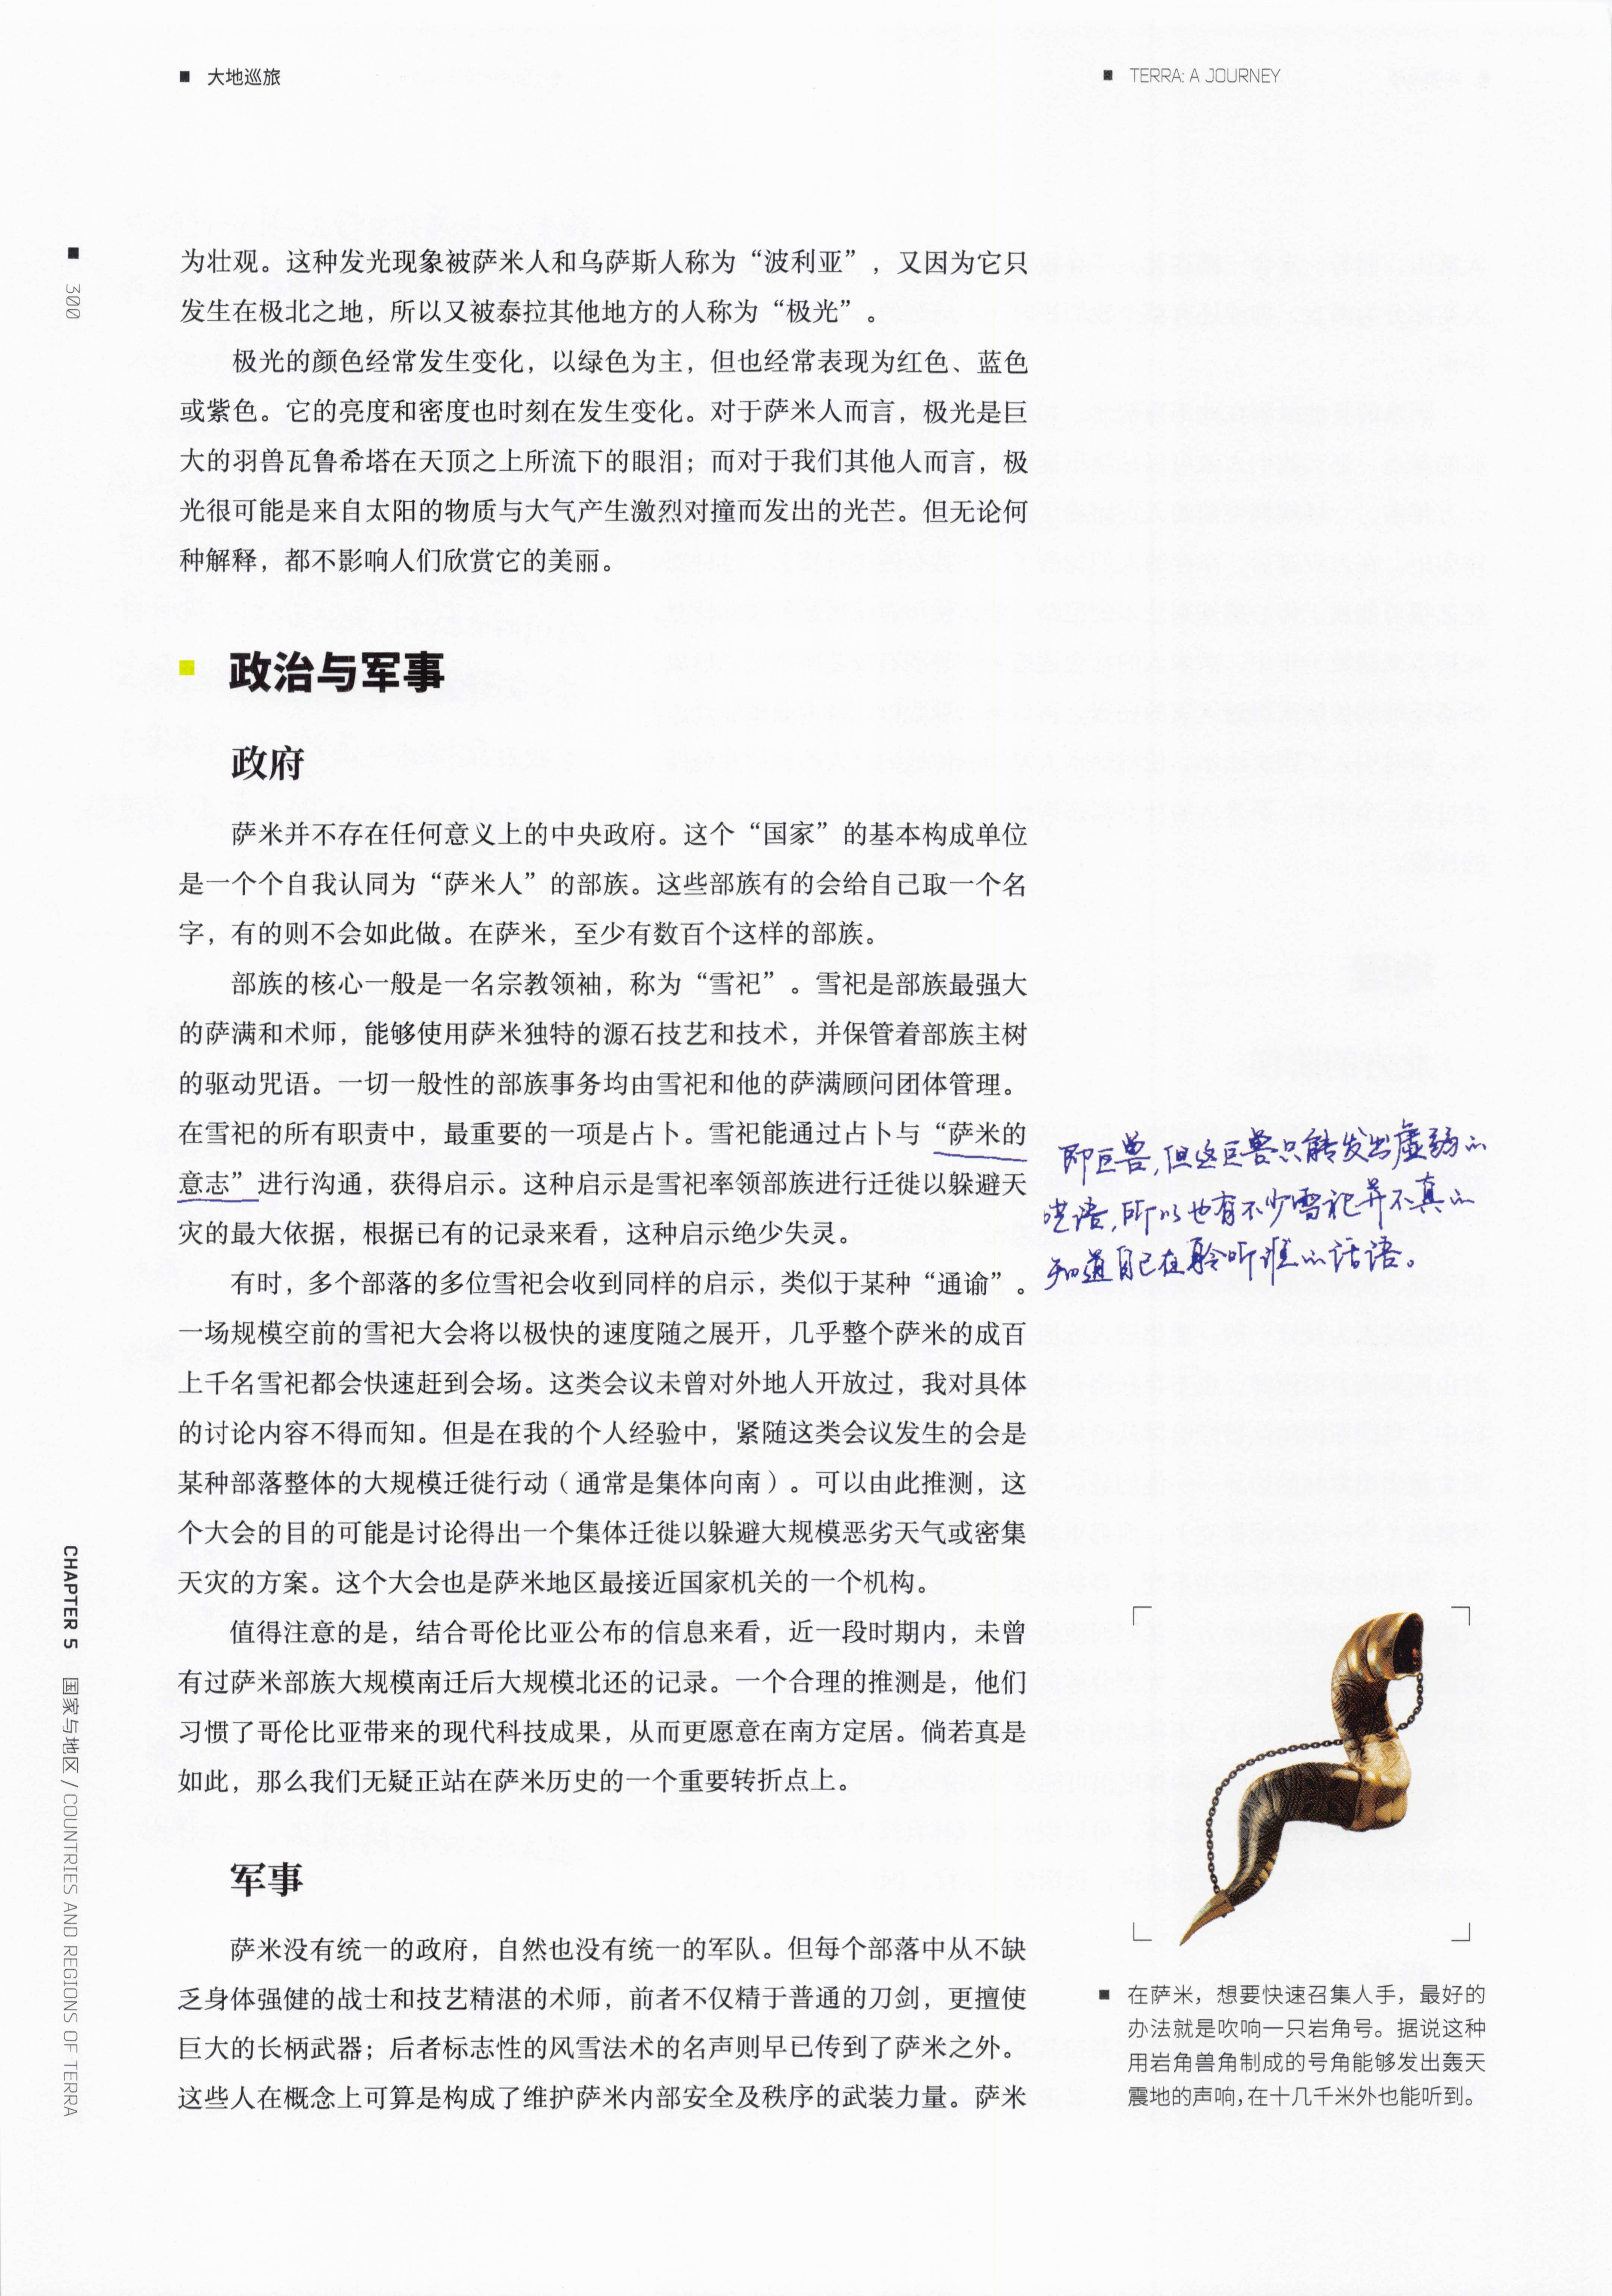 大地巡旅
TERRA: A JOURNEY
300
为壮观。这种发光现象被萨米人和乌萨斯人称为“波利亚”，又因为它只
发生在极北之地，所以又被泰拉其他地方的人称为“极光”。
极光的颜色经常发生变化，以绿色为主，但也经常表现为红色、蓝色
或紫色。它的亮度和密度也时刻在发生变化。对于萨米人而言，极光是巨
大的羽兽瓦鲁希塔在天顶之上所流下的眼泪；而对于我们其他人而言，极
光很可能是来自太阳的物质与大气产生激烈对撞而发出的光芒。但无论何
种解释，都不影响人们欣赏它的美丽。
政治与军事
政府
萨米并不存在任何意义上的中央政府。这个“国家”的基本构成单位
是一个个自我认同为“萨米人”的部族。这些部族有的会给自己取一个名
字，有的则不会如此做。在萨米，至少有数百个这样的部族。
部族的核心一般是一名宗教领袖，称为“雪祀”。雪祀是部族最强大
的萨满和术师，能够使用萨米独特的源石技艺和技术，并保管着部族主树
的驱动咒语。一切一般性的部族事务均由雪祀和他的萨满顾问团体管理。
在雪祀的所有职责中，最重要的一项是占卜。雪祀能通过占卜与“萨米的
意志”进行沟通，获得启示。这种启示是雪祀率领部族进行迁徙以躲避天
灾的最大依据，根据已有的记录来看，这种启示绝少失灵。
有时，多个部落的多位雪祀会收到同样的启示，类似于某种“通谕”。
一场规模空前的雪祀大会将以极快的速度随之展开，几乎整个萨米的成百
上千名雪祀都会快速赶到会场。这类会议未曾对外地人开放过，我对具体
的讨论内容不得而知。但是在我的个人经验中，紧随这类会议发生的会是
某种部落整体的大规模迁徙行动（通常是集体向南）。可以由此推测，这
个大会的目的可能是讨论得出一个集体迁徙以躲避大规模恶劣天气或密集
天灾的方案。这个大会也是萨米地区最接近国家机关的一个机构。
值得注意的是，结合哥伦比亚公布的信息来看，近一段时期内，未曾
有过萨米部族大规模南迁后大规模北还的记录。一个合理的推测是，他们
习惯了哥伦比亚带来的现代科技成果，从而更愿意在南方定居。倘若真是
如此，那么我们无疑正站在萨米历史的一个重要转折点上。
军事
萨米没有统一的政府，自然也没有统一的军队。但每个部落中从不缺
乏身体强健的战士和技艺精湛的术师，前者不仅精于普通的刀剑，更擅使
巨大的长柄武器；后者标志性的风雪法术的名声则早已传到了萨米之外。
这些人在概念上可算是构成了维护萨米内部安全及秩序的武装力量。萨米
即巨兽，但这巨兽只能发出虚弱的
呓语，所以也有不少雪祀并不真的
知道自己在聆听谁的话语。
在萨米，想要快速召集人手，最好的
办法就是吹响一只岩角号。据说这种
用岩角兽角制成的号角能够发出轰天
震地的声响，在十几千米外也能听到。
CHAPTER 5 国家与地区 / COUNTRIES AND REGIONS OF TERRA